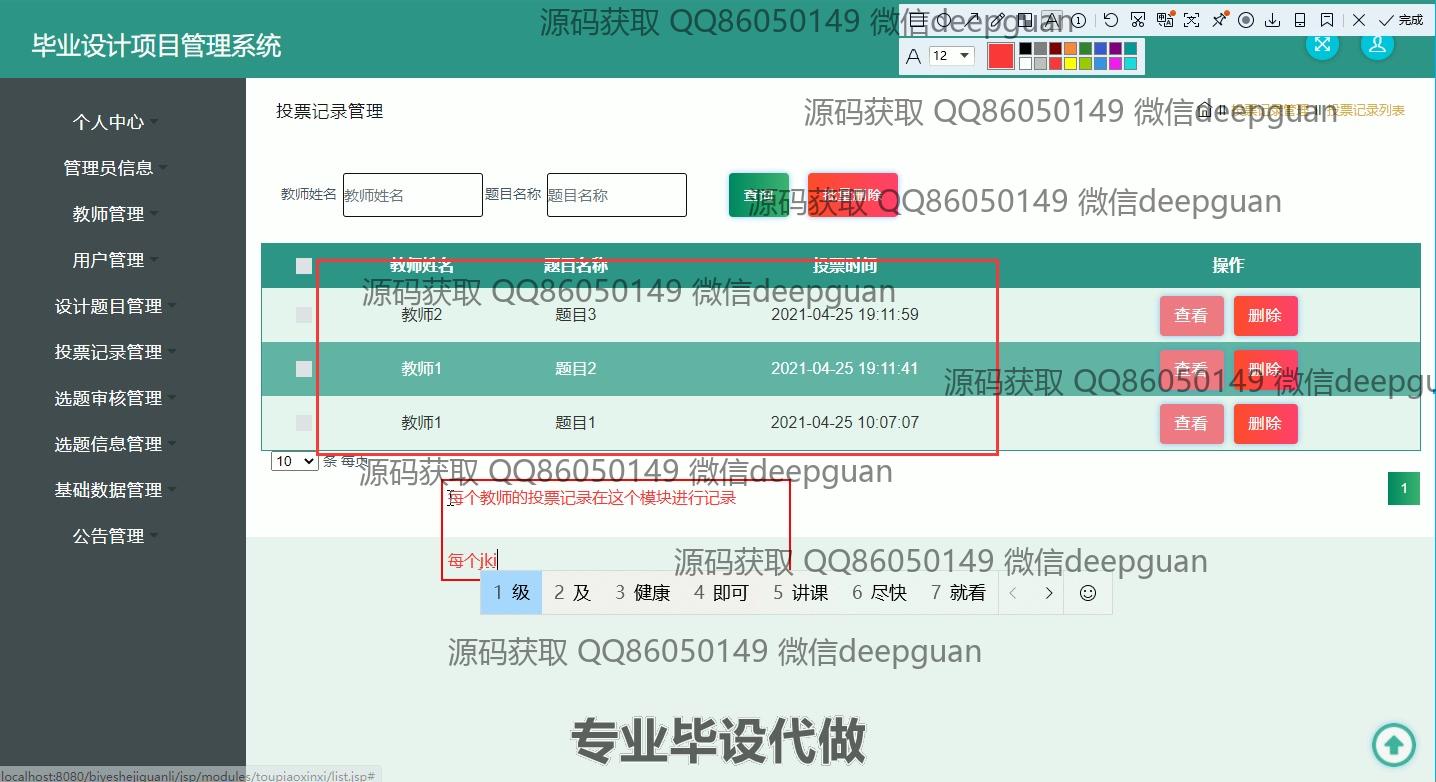 源码获取 QQ86050149 微信deepguan
完成
毕业设计项目管理系统
A 12
个人中心
管理员信息
教师管理
用户管理
设计题目管理
投票记录管理
选题审核管理
选题信息管理
基础数据管理
公告管理
投票记录管理
投票记录管理 投票记录列表
源码获取 QQ86050149 微信deepguan
教师姓名 教师姓名 题目名称 题目名称 查询 批量删除
源码获取 QQ86050149 微信deepguan
教师姓名 题目名称 投票时间 操作
源码获取 QQ86050149 微信deepguan
教师2 题目3 2021-04-25 19:11:59 查看 删除
教师1 题目2 2021-04-25 19:11:41 查看 删除
源码获取 QQ86050149 微信deepgu
教师1 题目1 2021-04-25 10:07:07 查看 删除
10 条 每页
源码获取 QQ86050149 微信deepguan
1
每个教师的投票记录在这个模块进行记录
每个jkj
源码获取 QQ86050149 微信deepguan
1 级 2 及 3 健康 4 即可 5 讲课 6 尽快 7 就看
源码获取 QQ86050149 微信deepguan
专业毕设代做
localhost:8080/biyeshejiguanli/jsp/modules/toupiaoxinxi/list.jsp#